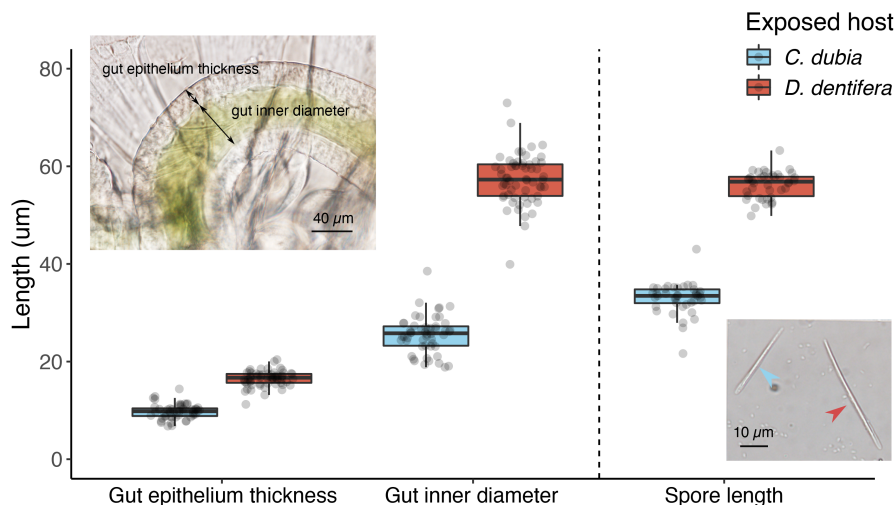 Exposed host
C. dubia
D. dentifera
Length (um)
80
60
40
20
0
gut epithelium thickness
gut inner diameter
40 µm
10 µm
Gut epithelium thickness
Gut inner diameter
Spore length